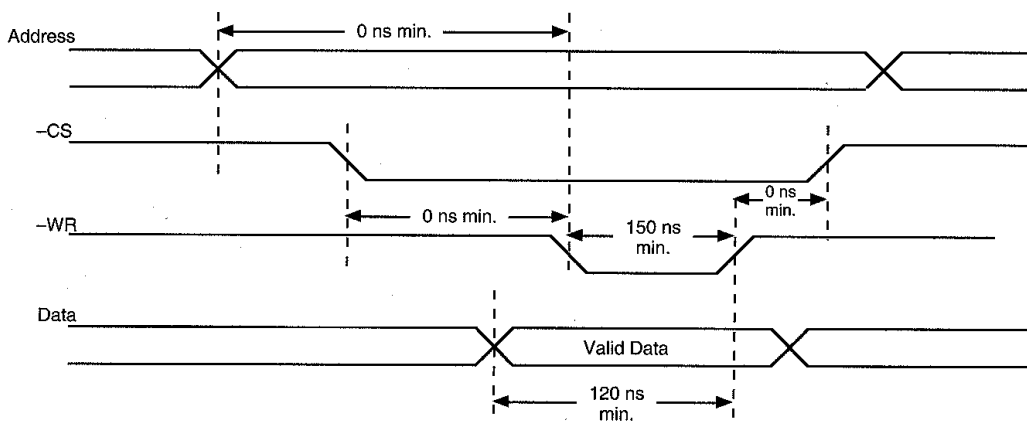 0 ns min.
Address
–CS
0 ns
min.
0 ns min.
–WR
150 ns
min.
Data
Valid Data
120 ns
min.